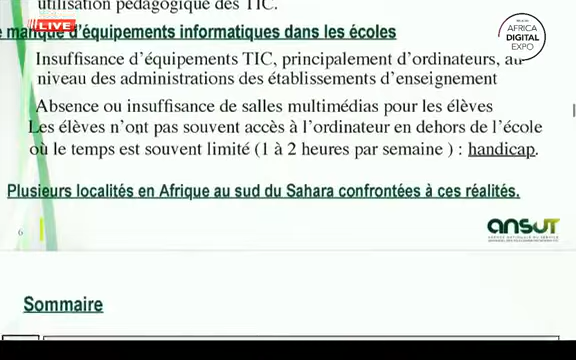 utilisation pédagogique des TIC.
LIVE
e manque d'équipements informatiques dans les écoles
AFRICA
DIGITAL
EXPO
Insuffisance d'équipements TIC, principalement d'ordinateurs, au
niveau des administrations des établissements d'enseignement
Absence ou insuffisance de salles multimédias pour les élèves
Les élèves n'ont pas souvent accès à l'ordinateur en dehors de l'école
où le temps est souvent limité (1 à 2 heures par semaine ) : handicap.
Plusieurs localités en Afrique au sud du Sahara confrontées à ces réalités.
6
ansut
Sommaire